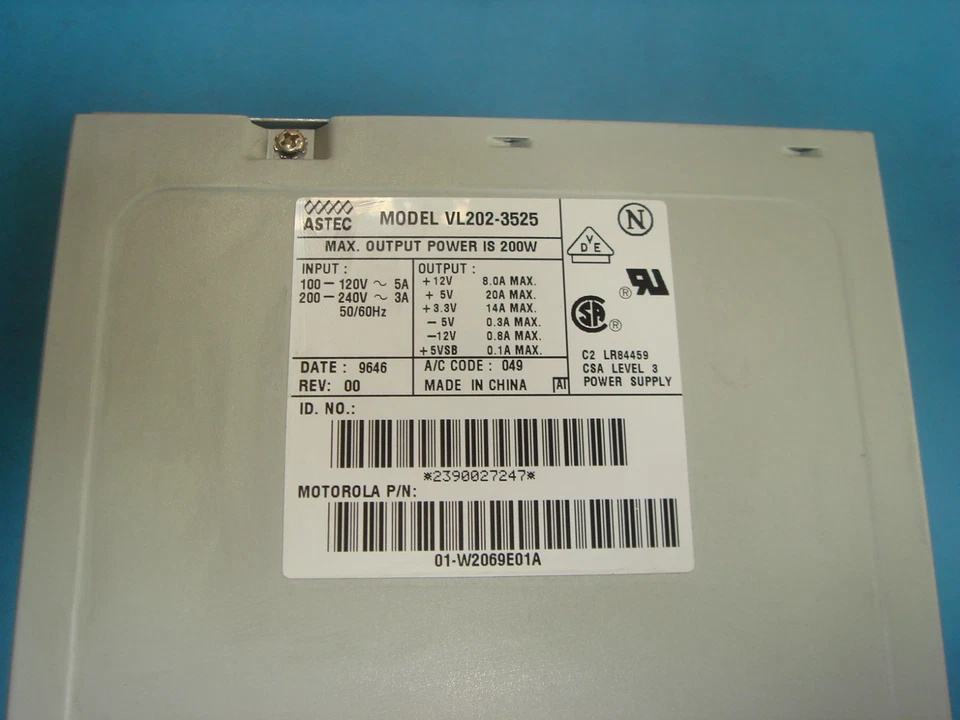 ASTEC MODEL VL202-3525
MAX. OUTPUT POWER IS 200W
INPUT :
100-120V ~ 5A
200-240V ~ 3A
50/60Hz
OUTPUT :
+12V 8.0A MAX.
+ 5V 20A MAX.
+3.3V 14A MAX.
- 5V 0.3A MAX.
-12V 0.8A MAX.
+5VSB 0.1A MAX.
DATE : 9646
REV: 00
A/C CODE : 049
MADE IN CHINA AI
N
VDE
®
SA ®
C2 LR84459
CSA LEVEL 3
POWER SUPPLY
ID. NO.:
*2390027247*
MOTOROLA P/N:
01-W2069E01A